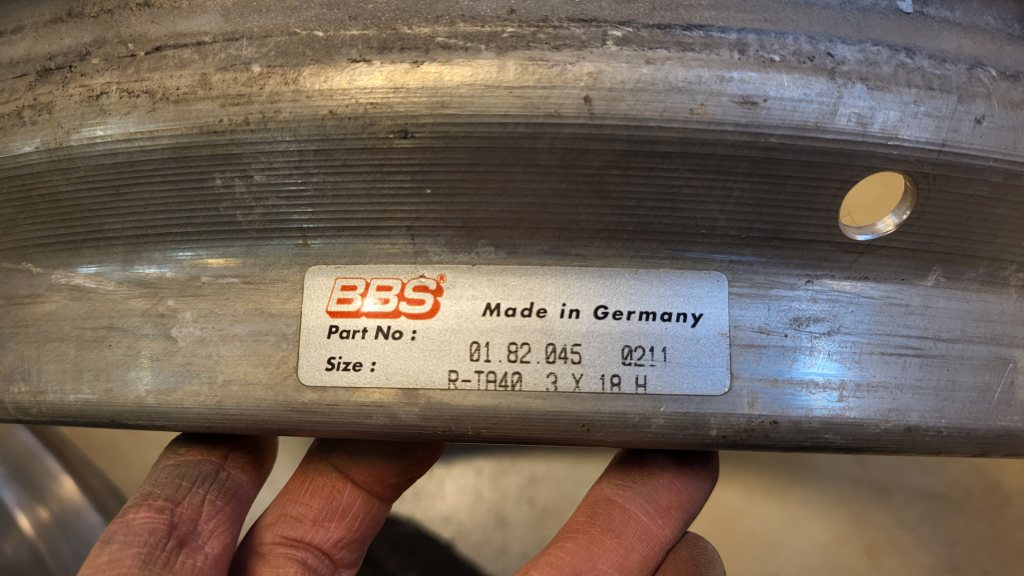 BBS®
Made in Germany
Part No :
01.82.045 0211
Size :
R-TA40 3 X 18 H